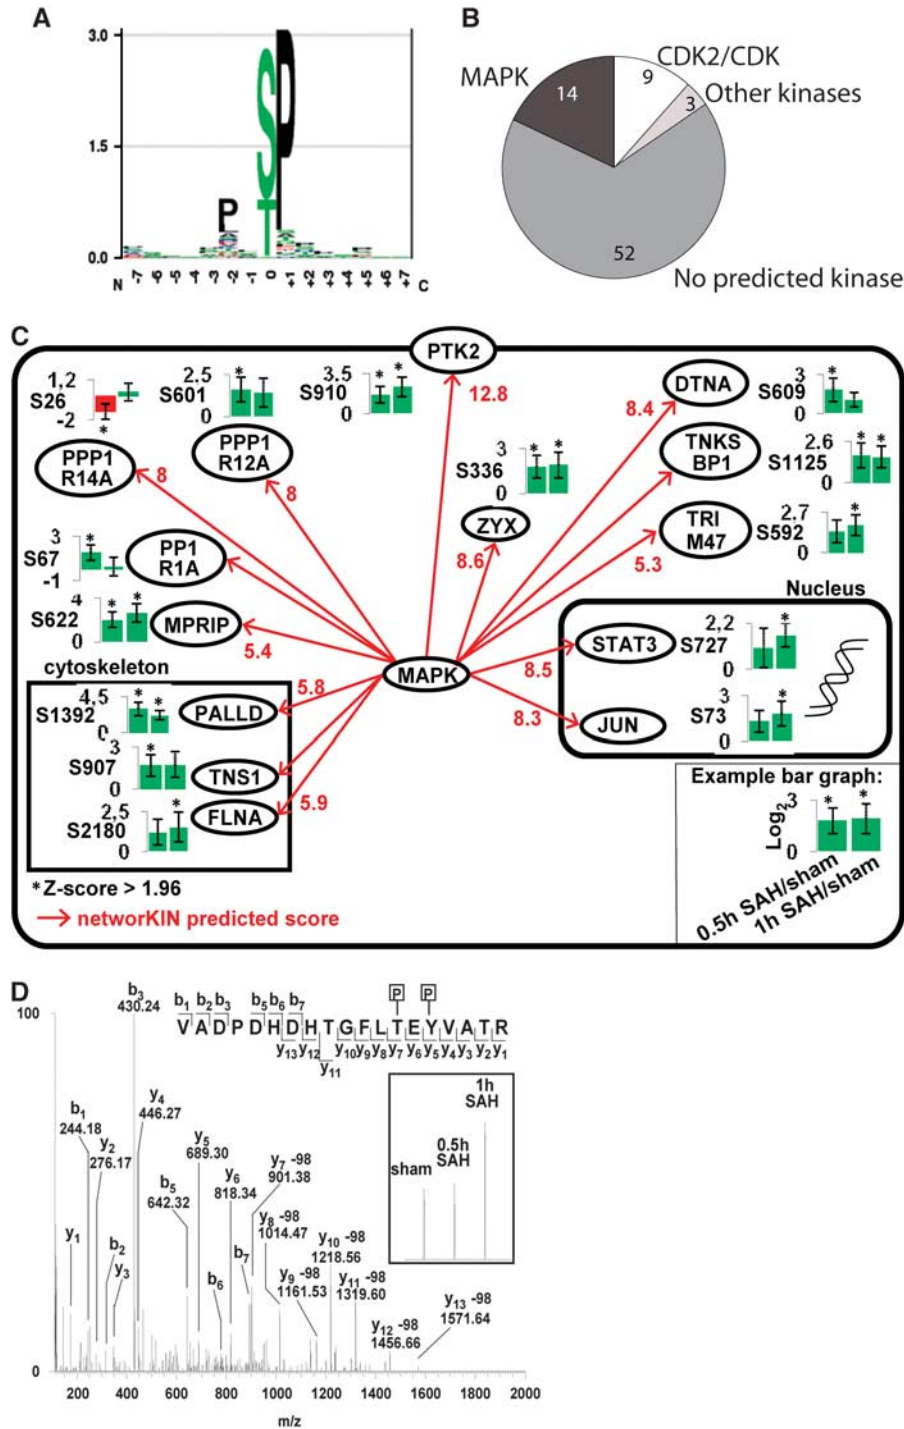 A
3.0
1.5
0.0
P
S
T
P
N -7 -6 -5 -4 -3 -2 -1 0 +1 +2 +3 +4 +5 +6 +7 C
B
MAPK
14
CDK2/CDK
9
Other kinases
3
52
No predicted kinase
C
PTK2
12.8
1,2
S26
-2
*
PPP1
R14A
8
2.5
S601
0
*
PPP1
R12A
8
3.5
S910
0
* *
3
S336
0
* *
ZYX
8.6
DTNA
8.4
3
S609
0
*
TNKS
BP1
2.6
S1125
0
* *
TRI
M47
5.3
2.7
S592
0
*
3
S67
-1
*
PP1
R1A
4
S622
0
* *
MPRIP
5.4
MAPK
Nucleus
STAT3
8.5
2,2
S727
0
*
JUN
8.3
3
S73
0
*
cytoskeleton
4,5
S1392
0
* *
PALLD
5.8
3
S907
0
*
TNS1
2,5
S2180
0
*
FLNA
5.9
*Z-score > 1.96
networKIN predicted score
Example bar graph:
3
Log2
0
* *
0.5h SAH/sham
1h SAH/sham
D
100
0
b3
430.24
b1 b2 b3 b5 b6 b7
P P
V A D P D H D H T G F L T E Y V A T R
y13 y12 y10 y9 y8 y7 y6 y5 y4 y3 y2 y1
y11
1h
SAH
0.5h
SAH
sham
b1
244.18
y2
276.17
y4
446.27
y5
689.30
b5
642.32
y6
818.34
y7 -98
901.38
y8 -98
1014.47
y9 -98
1161.53
y10 -98
1218.56
y11 -98
1319.60
y12 -98
1456.66
y13 -98
1571.64
y1
b2
y3
b6
b7
200 400 600 800 1000 1200 1400 1600 1800 2000
m/z